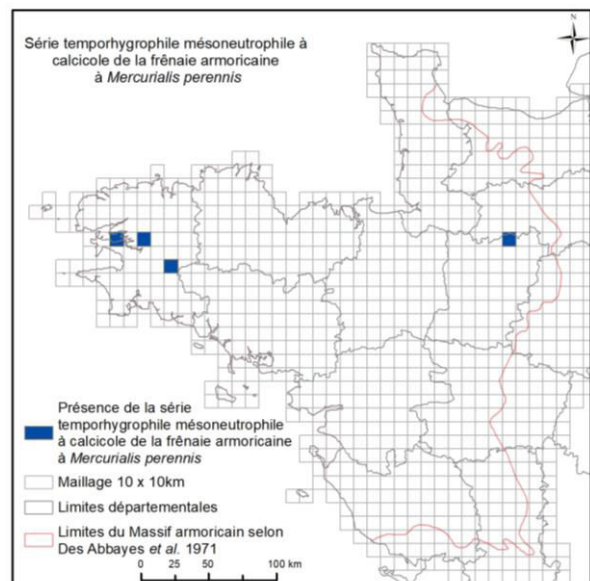 N
Série temporhygrophile mésoneutrophile à
calcicole de la frênaie armoricaine
à Mercurialis perennis
Présence de la série
temporhygrophile mésoneutrophile
à calcicole de la frênaie armoricaine
à Mercurialis perennis
Maillage 10 x 10km
Limites départementales
Limites du Massif armoricain selon
Des Abbayes et al. 1971
0 25 50 100 km